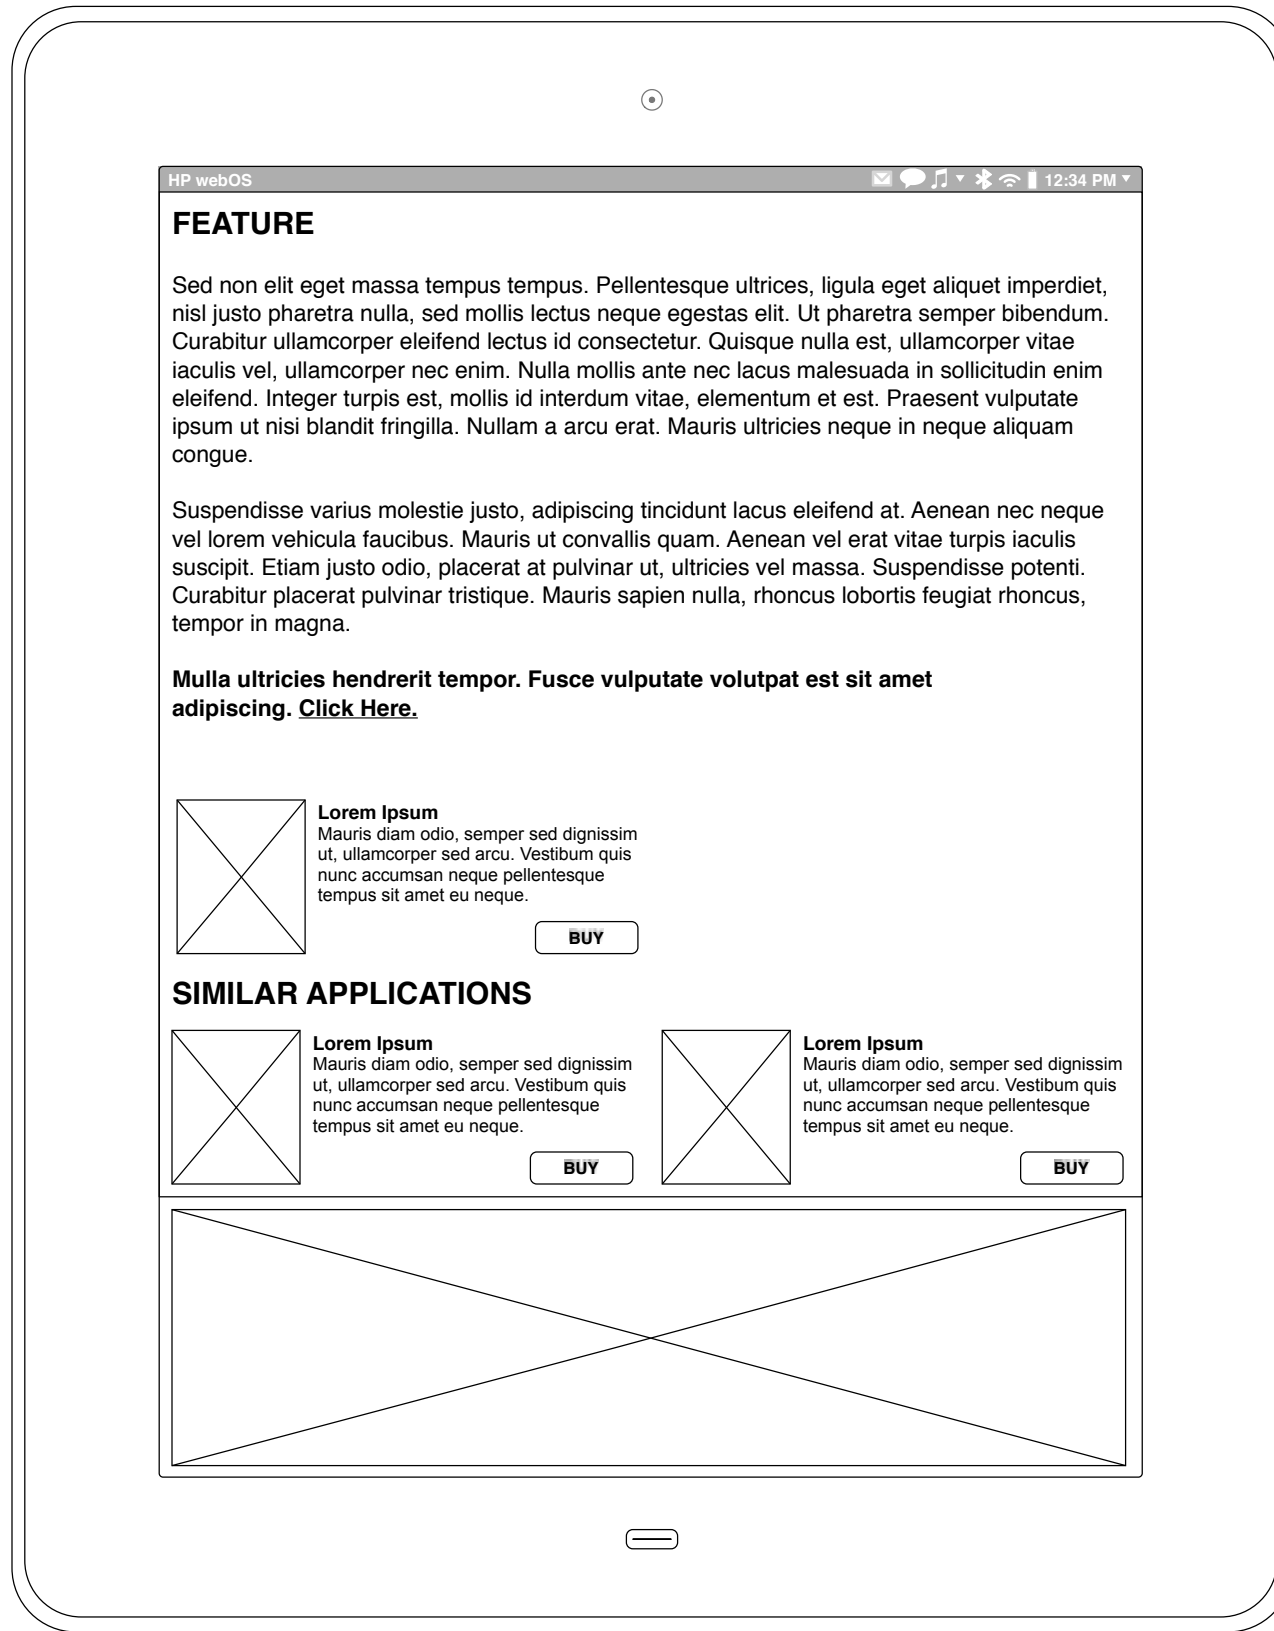 HP webOS 12:34 PM
FEATURE
Sed non elit eget massa tempus tempus. Pellentesque ultrices, ligula eget aliquet imperdiet,
nisl justo pharetra nulla, sed mollis lectus neque egestas elit. Ut pharetra semper bibendum.
Curabitur ullamcorper eleifend lectus id consectetur. Quisque nulla est, ullamcorper vitae
iaculis vel, ullamcorper nec enim. Nulla mollis ante nec lacus malesuada in sollicitudin enim
eleifend. Integer turpis est, mollis id interdum vitae, elementum et est. Praesent vulputate
ipsum ut nisi blandit fringilla. Nullam a arcu erat. Mauris ultricies neque in neque aliquam
congue.
Suspendisse varius molestie justo, adipiscing tincidunt lacus eleifend at. Aenean nec neque
vel lorem vehicula faucibus. Mauris ut convallis quam. Aenean vel erat vitae turpis iaculis
suscipit. Etiam justo odio, placerat at pulvinar ut, ultricies vel massa. Suspendisse potenti.
Curabitur placerat pulvinar tristique. Mauris sapien nulla, rhoncus lobortis feugiat rhoncus,
tempor in magna.
Mulla ultricies hendrerit tempor. Fusce vulputate volutpat est sit amet
adipiscing. Click Here.
Lorem Ipsum
Mauris diam odio, semper sed dignissim
ut, ullamcorper sed arcu. Vestibum quis
nunc accumsan neque pellentesque
tempus sit amet eu neque.
BUY
SIMILAR APPLICATIONS
Lorem Ipsum
Mauris diam odio, semper sed dignissim
ut, ullamcorper sed arcu. Vestibum quis
nunc accumsan neque pellentesque
tempus sit amet eu neque.
BUY
Lorem Ipsum
Mauris diam odio, semper sed dignissim
ut, ullamcorper sed arcu. Vestibum quis
nunc accumsan neque pellentesque
tempus sit amet eu neque.
BUY